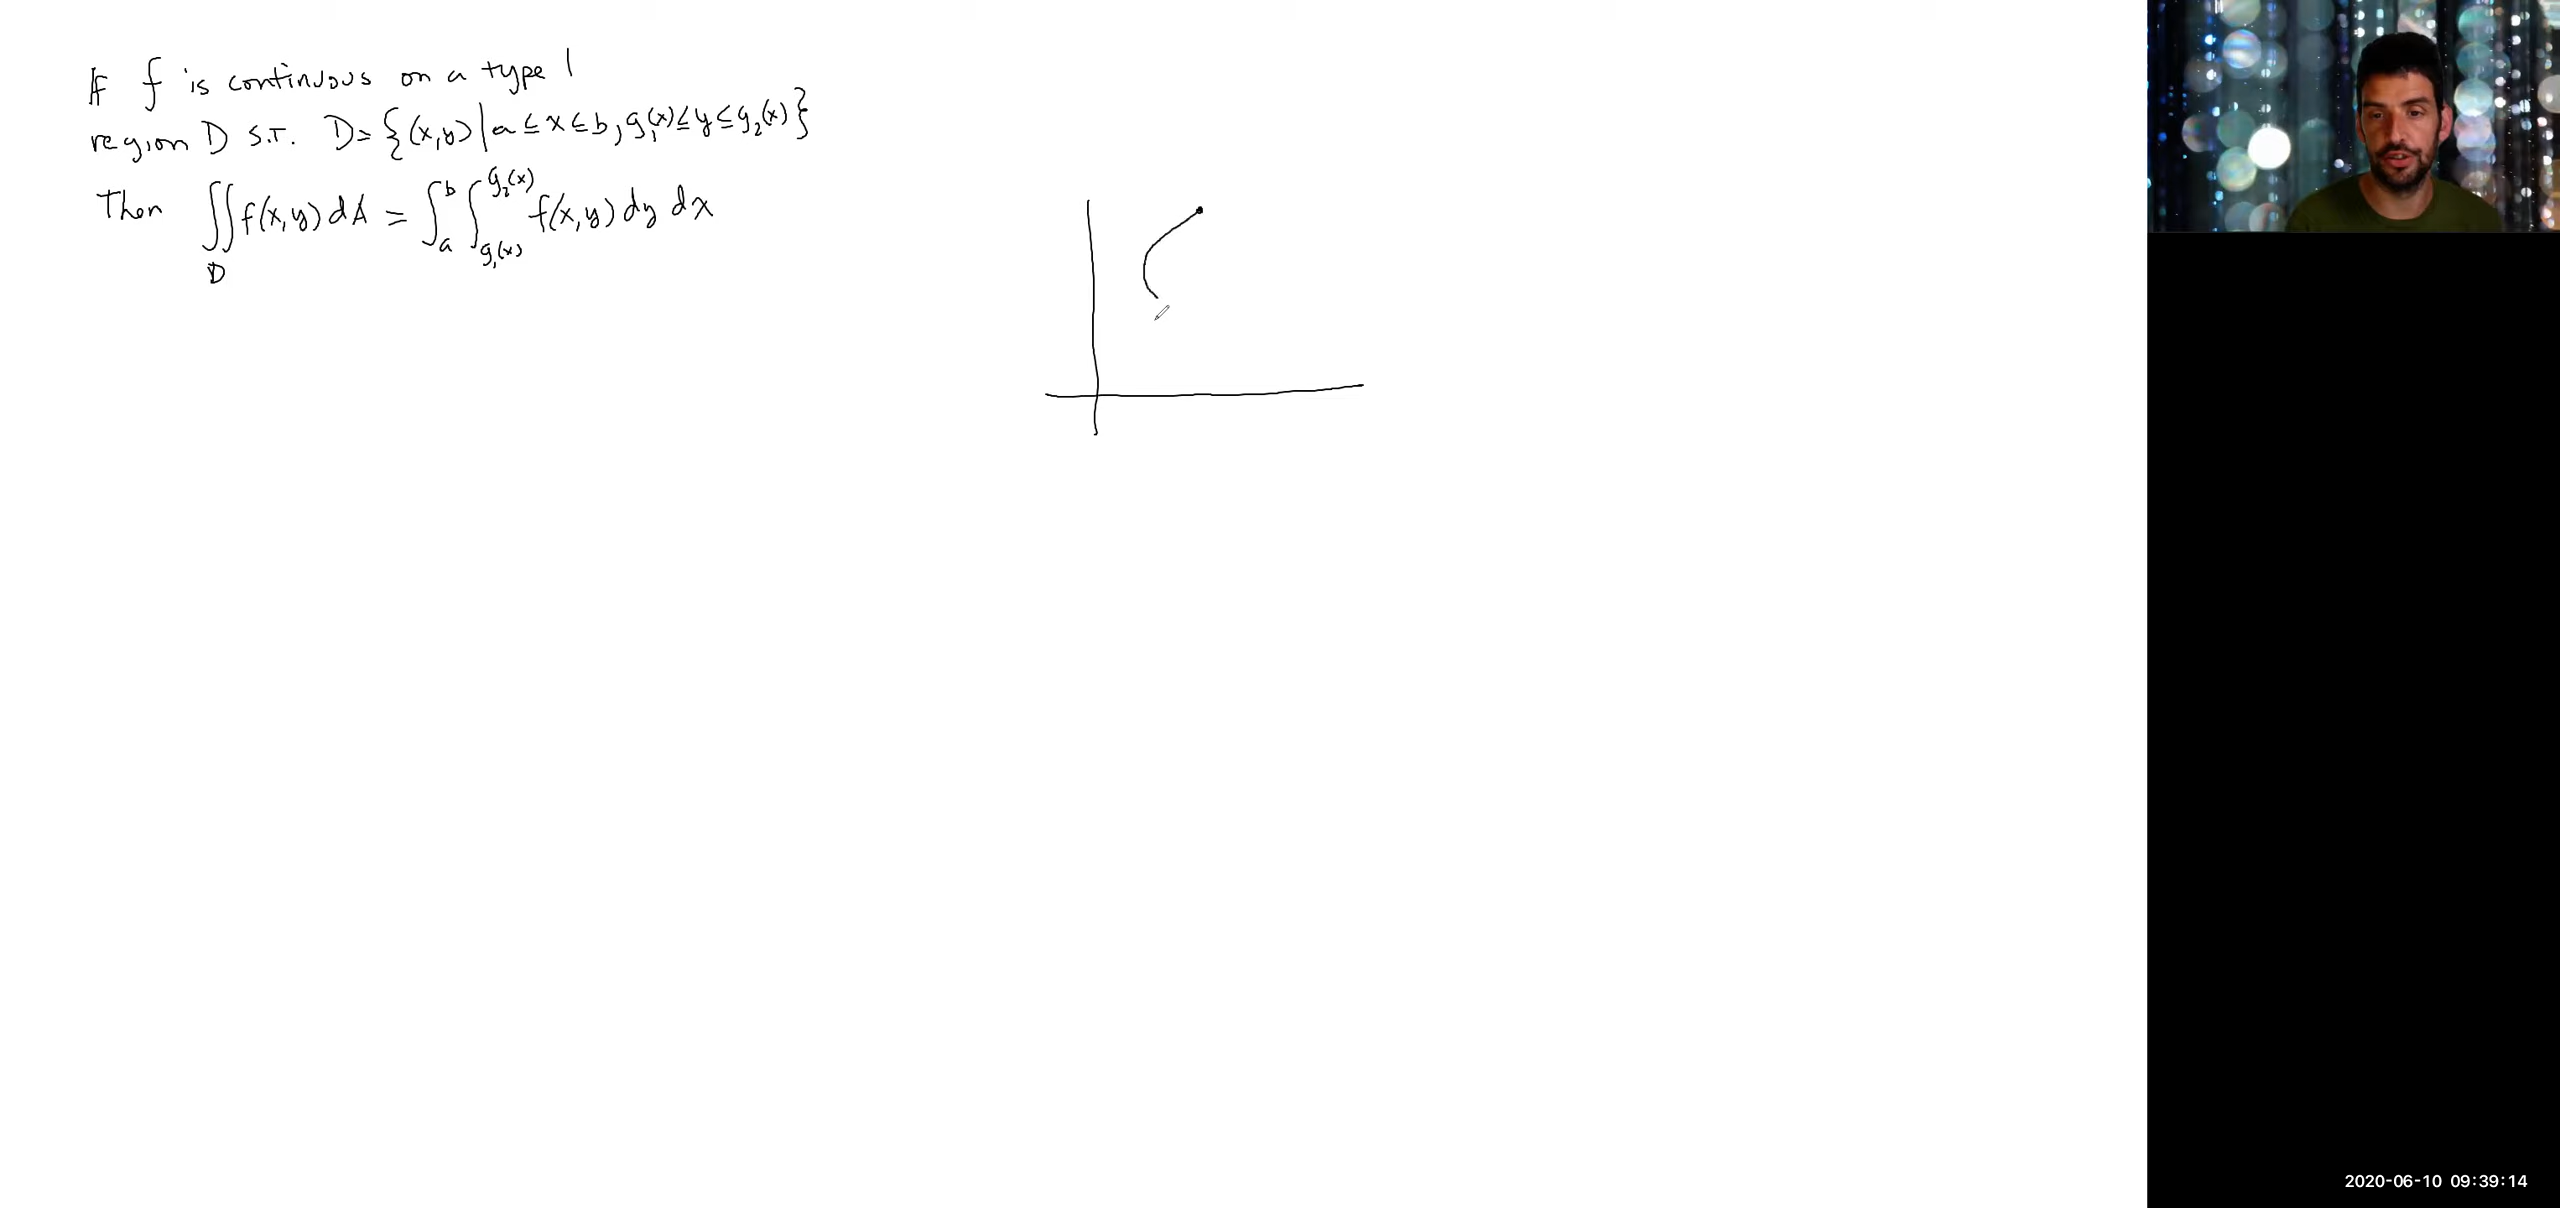 If f is continuous on a type 1
region D S.T. D = {(x,y) | a ≤ x ≤ b, g₁(x) ≤ y ≤ g₂(x)}
Then ∬_D f(x,y) dA = ∫_a^b ∫_{g₁(x)}^{g₂(x)} f(x,y) dy dx
2020-06-10 09:39:14